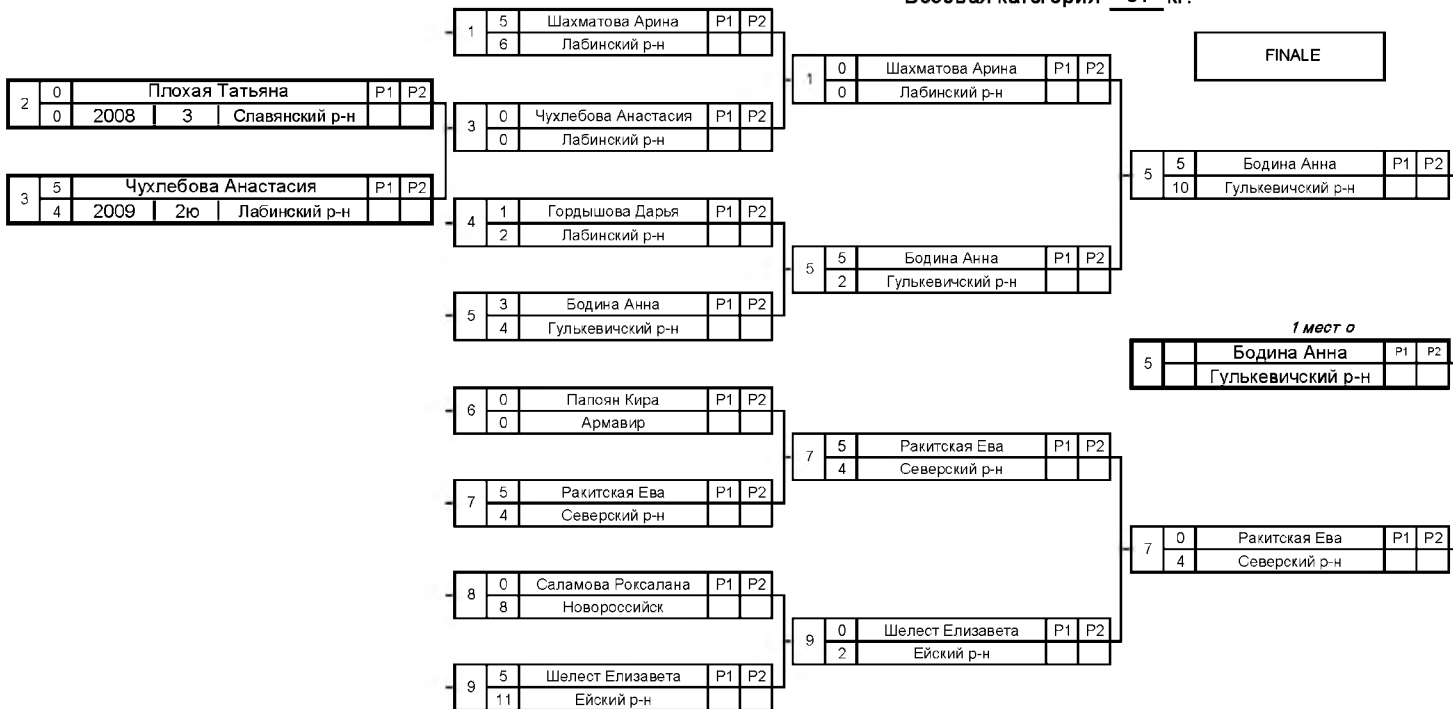 Весовая категория кг.
FINALE
1 5 Шахматова Арина P1 P2
6 Лабинский р-н
1 0 Шахматова Арина P1 P2
0 Лабинский р-н
2 0 Плохая Татьяна P1 P2
0 2008 3 Славянский р-н
3 0 Чухлебова Анастасия P1 P2
0 Лабинский р-н
5 5 Бодина Анна P1 P2
10 Гулькевичский р-н
3 5 Чухлебова Анастасия P1 P2
4 2009 2ю Лабинский р-н
4 1 Гордышова Дарья P1 P2
2 Лабинский р-н
5 5 Бодина Анна P1 P2
2 Гулькевичский р-н
5 3 Бодина Анна P1 P2
4 Гулькевичский р-н
1 мест о
5 Бодина Анна P1 P2
Гулькевичский р-н
6 0 Папоян Кира P1 P2
0 Армавир
7 5 Ракитская Ева P1 P2
4 Северский р-н
7 5 Ракитская Ева P1 P2
4 Северский р-н
7 0 Ракитская Ева P1 P2
4 Северский р-н
8 0 Саламова Роксалана P1 P2
8 Новороссийск
9 0 Шелест Елизавета P1 P2
2 Ейский р-н
9 5 Шелест Елизавета P1 P2
11 Ейский р-н